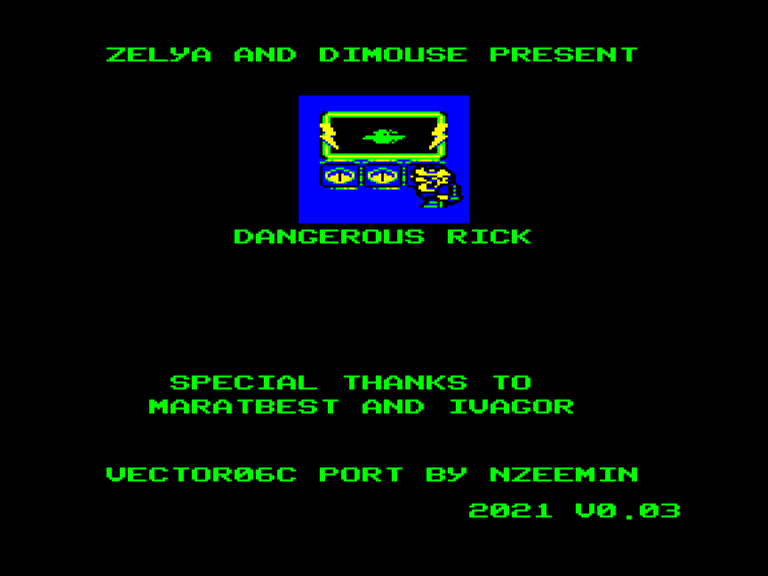 ZELYA AND DIMOUSE PRESENT
DANGEROUS RICK
SPECIAL THANKS TO
MARATBEST AND IVAGOR
VECTOR06C PORT BY NZEEMIN
2021 V0.03